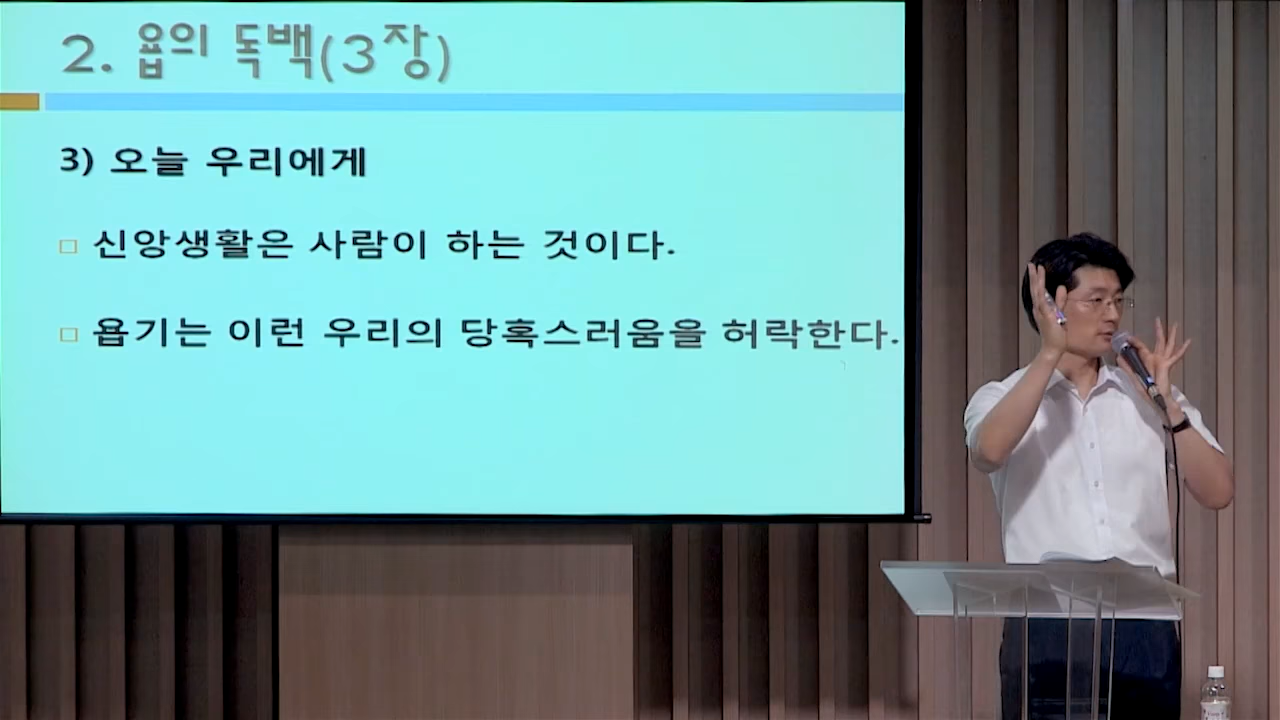 2. 욥의 독백(3장)
3) 오늘 우리에게
□ 신앙생활은 사람이 하는 것이다.
□ 욥기는 이런 우리의 당혹스러움을 허락한다.